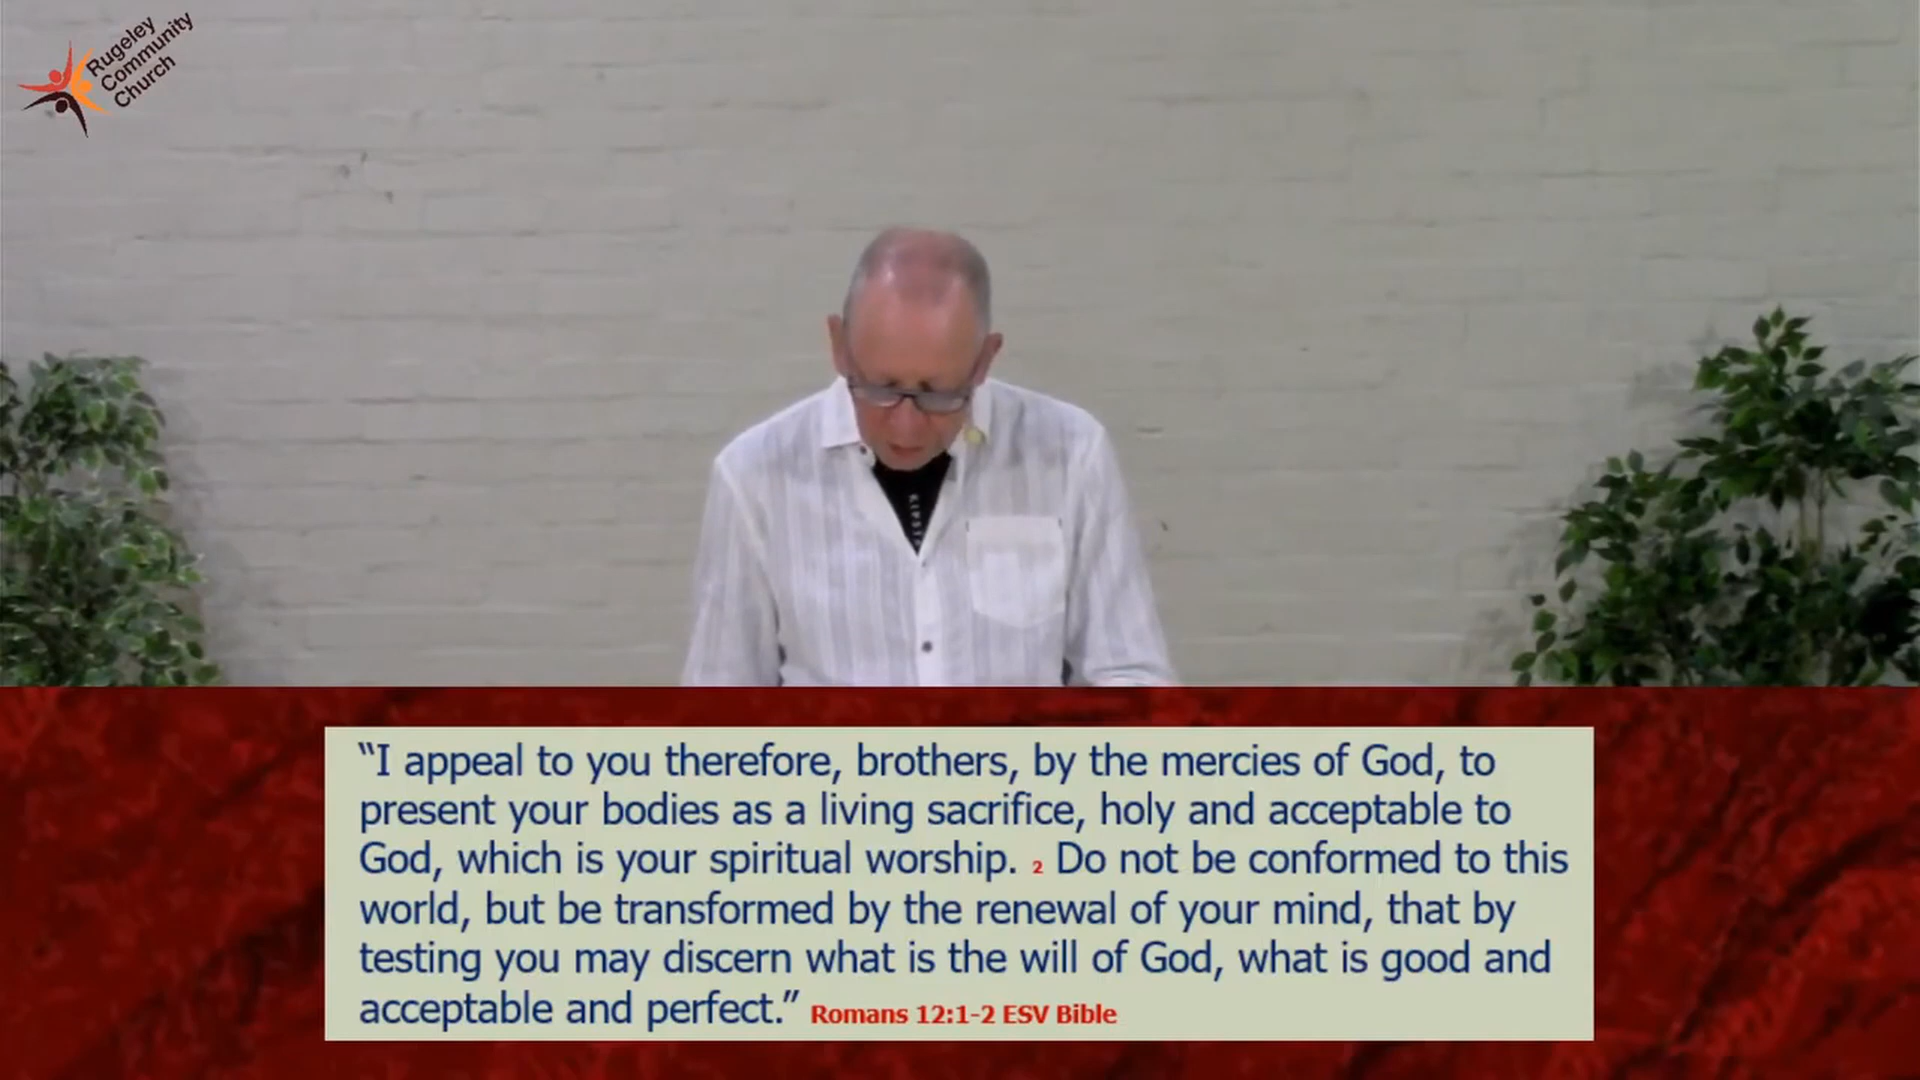 Rugeley
Community
Church
KIPST
“I appeal to you therefore, brothers, by the mercies of God, to
present your bodies as a living sacrifice, holy and acceptable to
God, which is your spiritual worship. 2 Do not be conformed to this
world, but be transformed by the renewal of your mind, that by
testing you may discern what is the will of God, what is good and
acceptable and perfect.” Romans 12:1-2 ESV Bible